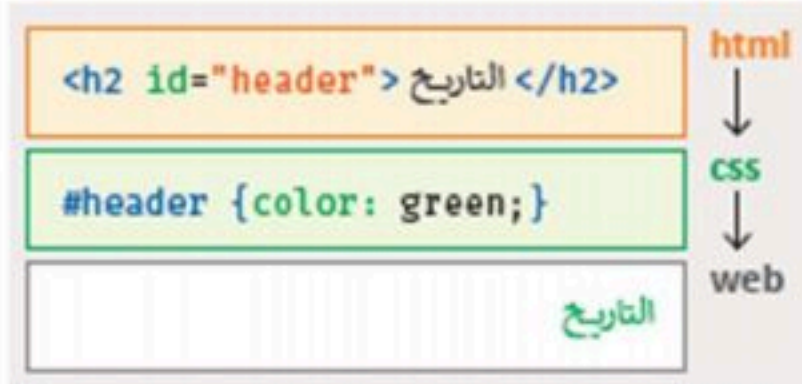 <h2 id="header"> التاريخ </h2>
html
#header {color: green;}
css
التاريخ
web